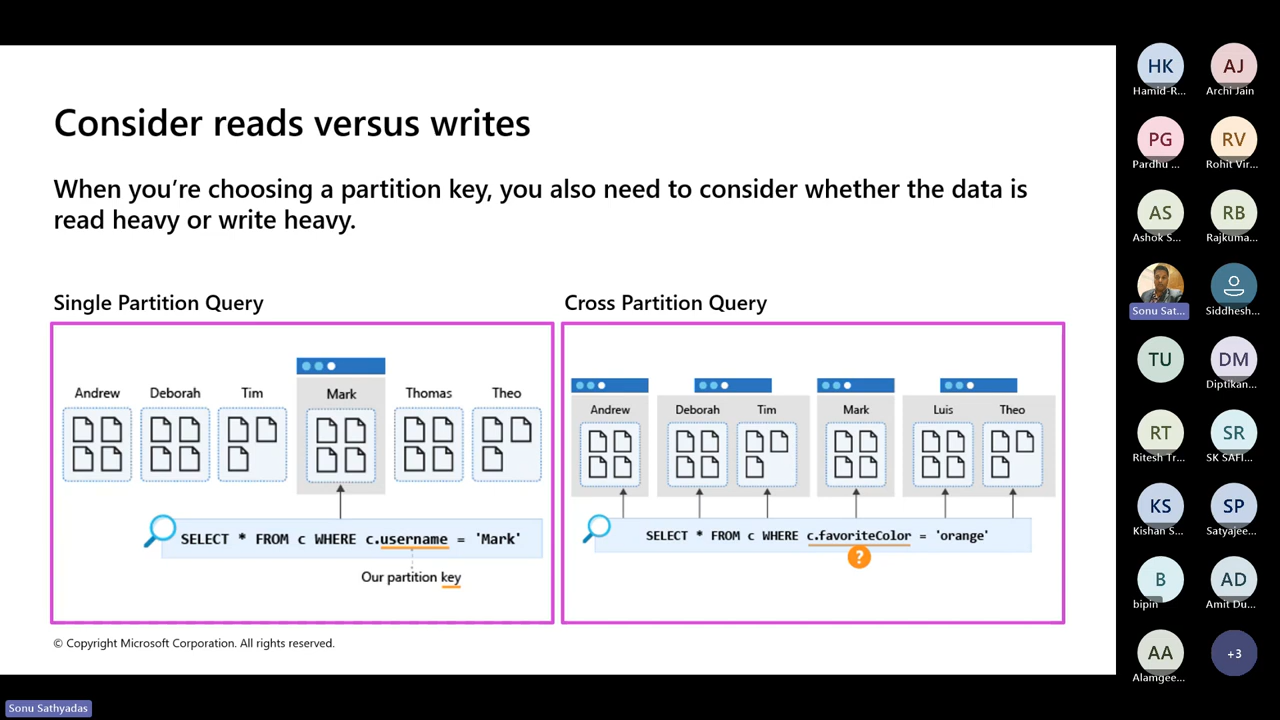 Consider reads versus writes
When you're choosing a partition key, you also need to consider whether the data is
read heavy or write heavy.
Single Partition Query
Andrew
Deborah
Tim
Mark
Thomas
Theo
SELECT * FROM c WHERE c.username = 'Mark'
Our partition key
Cross Partition Query
Andrew
Deborah
Tim
Mark
Luis
Theo
SELECT * FROM c WHERE c.favoriteColor = 'orange'
?
© Copyright Microsoft Corporation. All rights reserved.
HK
Hamid-R...
AJ
Archi Jain
PG
Pardhu ...
RV
Rohit Vir...
AS
Ashok S...
RB
Rajkuma...
Sonu Sat...
Siddhesh...
TU
DM
Diptikan...
RT
Ritesh Tr...
SR
SK SAFI...
KS
Kishan S...
SP
Satyajee...
B
bipin
AD
Amit Du...
AA
Alamgee...
+3
Sonu Sathyadas